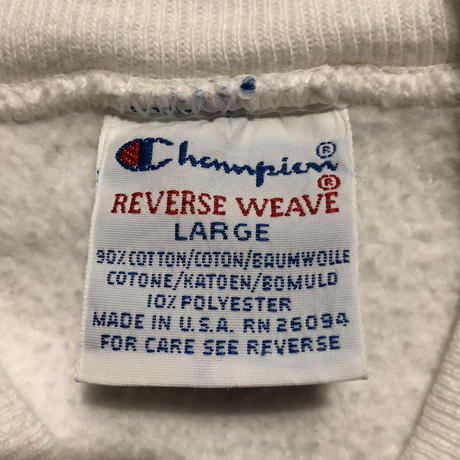 Champion®
REVERSE WEAVE®
LARGE
90% COTTON/COTON/BAUMWOLLE
COTONE/KATOEN/BOMULD
10% POLYESTER
MADE IN U.S.A. RN 26094
FOR CARE SEE REVERSE